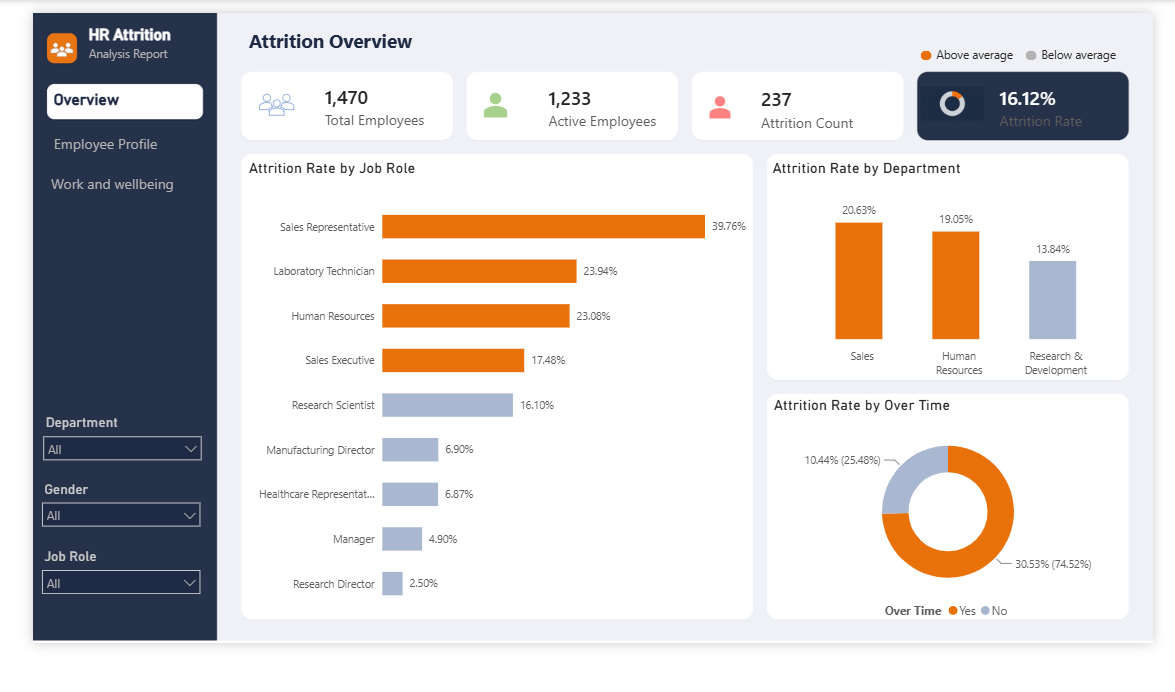 HR Attrition
Analysis Report
Overview
Employee Profile
Work and wellbeing
Department
All
Gender
All
Job Role
All
Attrition Overview
Above average
Below average
1,470
Total Employees
1,233
Active Employees
237
Attrition Count
16.12%
Attrition Rate
Attrition Rate by Job Role
Sales Representative 39.76%
Laboratory Technician 23.94%
Human Resources 23.08%
Sales Executive 17.48%
Research Scientist 16.10%
Manufacturing Director 6.90%
Healthcare Representat... 6.87%
Manager 4.90%
Research Director 2.50%
Attrition Rate by Department
20.63%
19.05%
13.84%
Sales
Human
Resources
Research &
Development
Attrition Rate by Over Time
10.44% (25.48%)
30.53% (74.52%)
Over Time Yes No